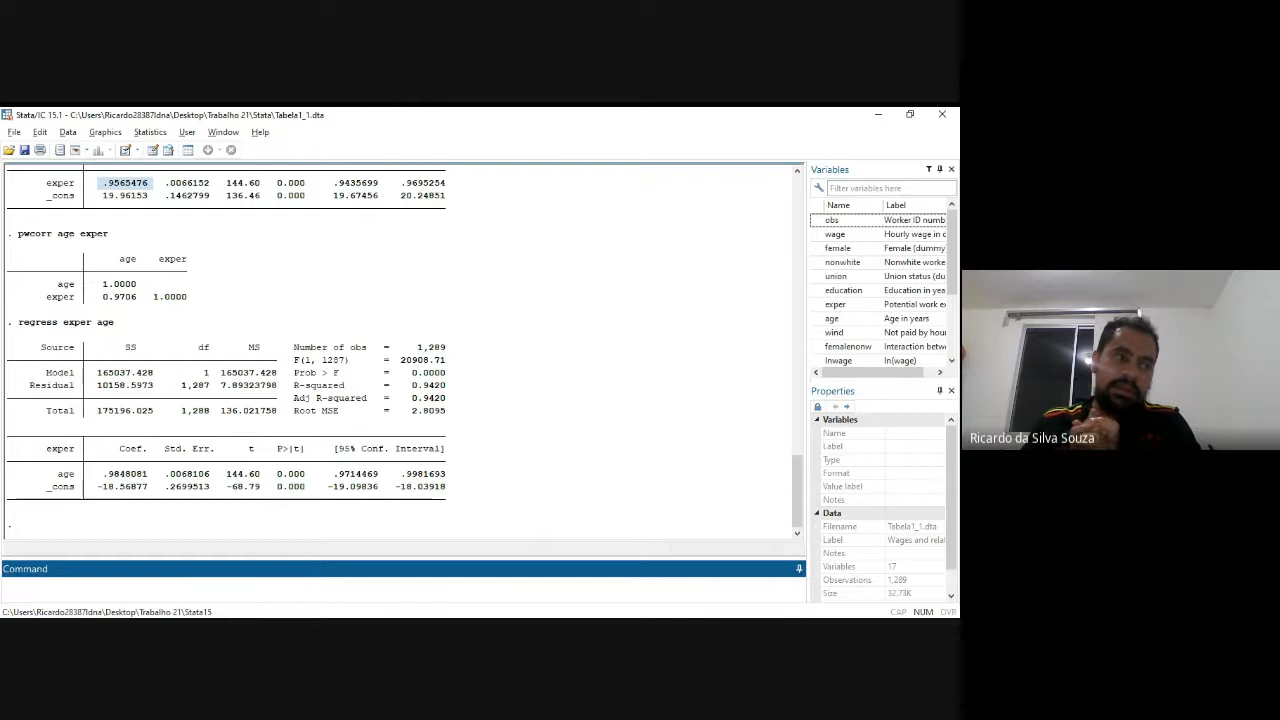 Stata/IC 15.1 - C:\Users\Ricardo28387Idna\Desktop\Trabalho 21\Stata\Tabela1_1.dta
File Edit Data Graphics Statistics User Window Help
exper .9565476 .0066152 144.60 0.000 .9435699 .9695254
_cons 19.96153 .1462799 136.46 0.000 19.67456 20.24851
. pwcorr age exper
age exper
age 1.0000
exper 0.9706 1.0000
. regress exper age
Source SS df MS Number of obs = 1,289
F(1, 1287) = 20908.71
Model 165037.428 1 165037.428 Prob > F = 0.0000
Residual 10158.5973 1,287 7.89323798 R-squared = 0.9420
Adj R-squared = 0.9420
Total 175196.025 1,288 136.021758 Root MSE = 2.8095
exper Coef. Std. Err. t P>|t| [95% Conf. Interval]
age .9848081 .0068106 144.60 0.000 .9714469 .9981693
_cons -18.56877 .2699513 -68.79 0.000 -19.09836 -18.03918
.
Command
C:\Users\Ricardo28387Idna\Desktop\Trabalho 21\Stata15
CAP NUM OVR
Variables
Filter variables here
Name Label
obs Worker ID numb
wage Hourly wage in d
female Female (dummy
nonwhite Nonwhite worke
union Union status (du
education Education in yea
exper Potential work e
age Age in years
wind Not paid by hour
femalenonw Interaction betwe
lnwage ln(wage)
Properties
Variables
Name
Label
Type
Format
Value label
Notes
Data
Filename Tabela1_1.dta
Label Wages and relat
Notes
Variables 17
Observations 1,289
Size 32.73K
Ricardo da Silva Souza